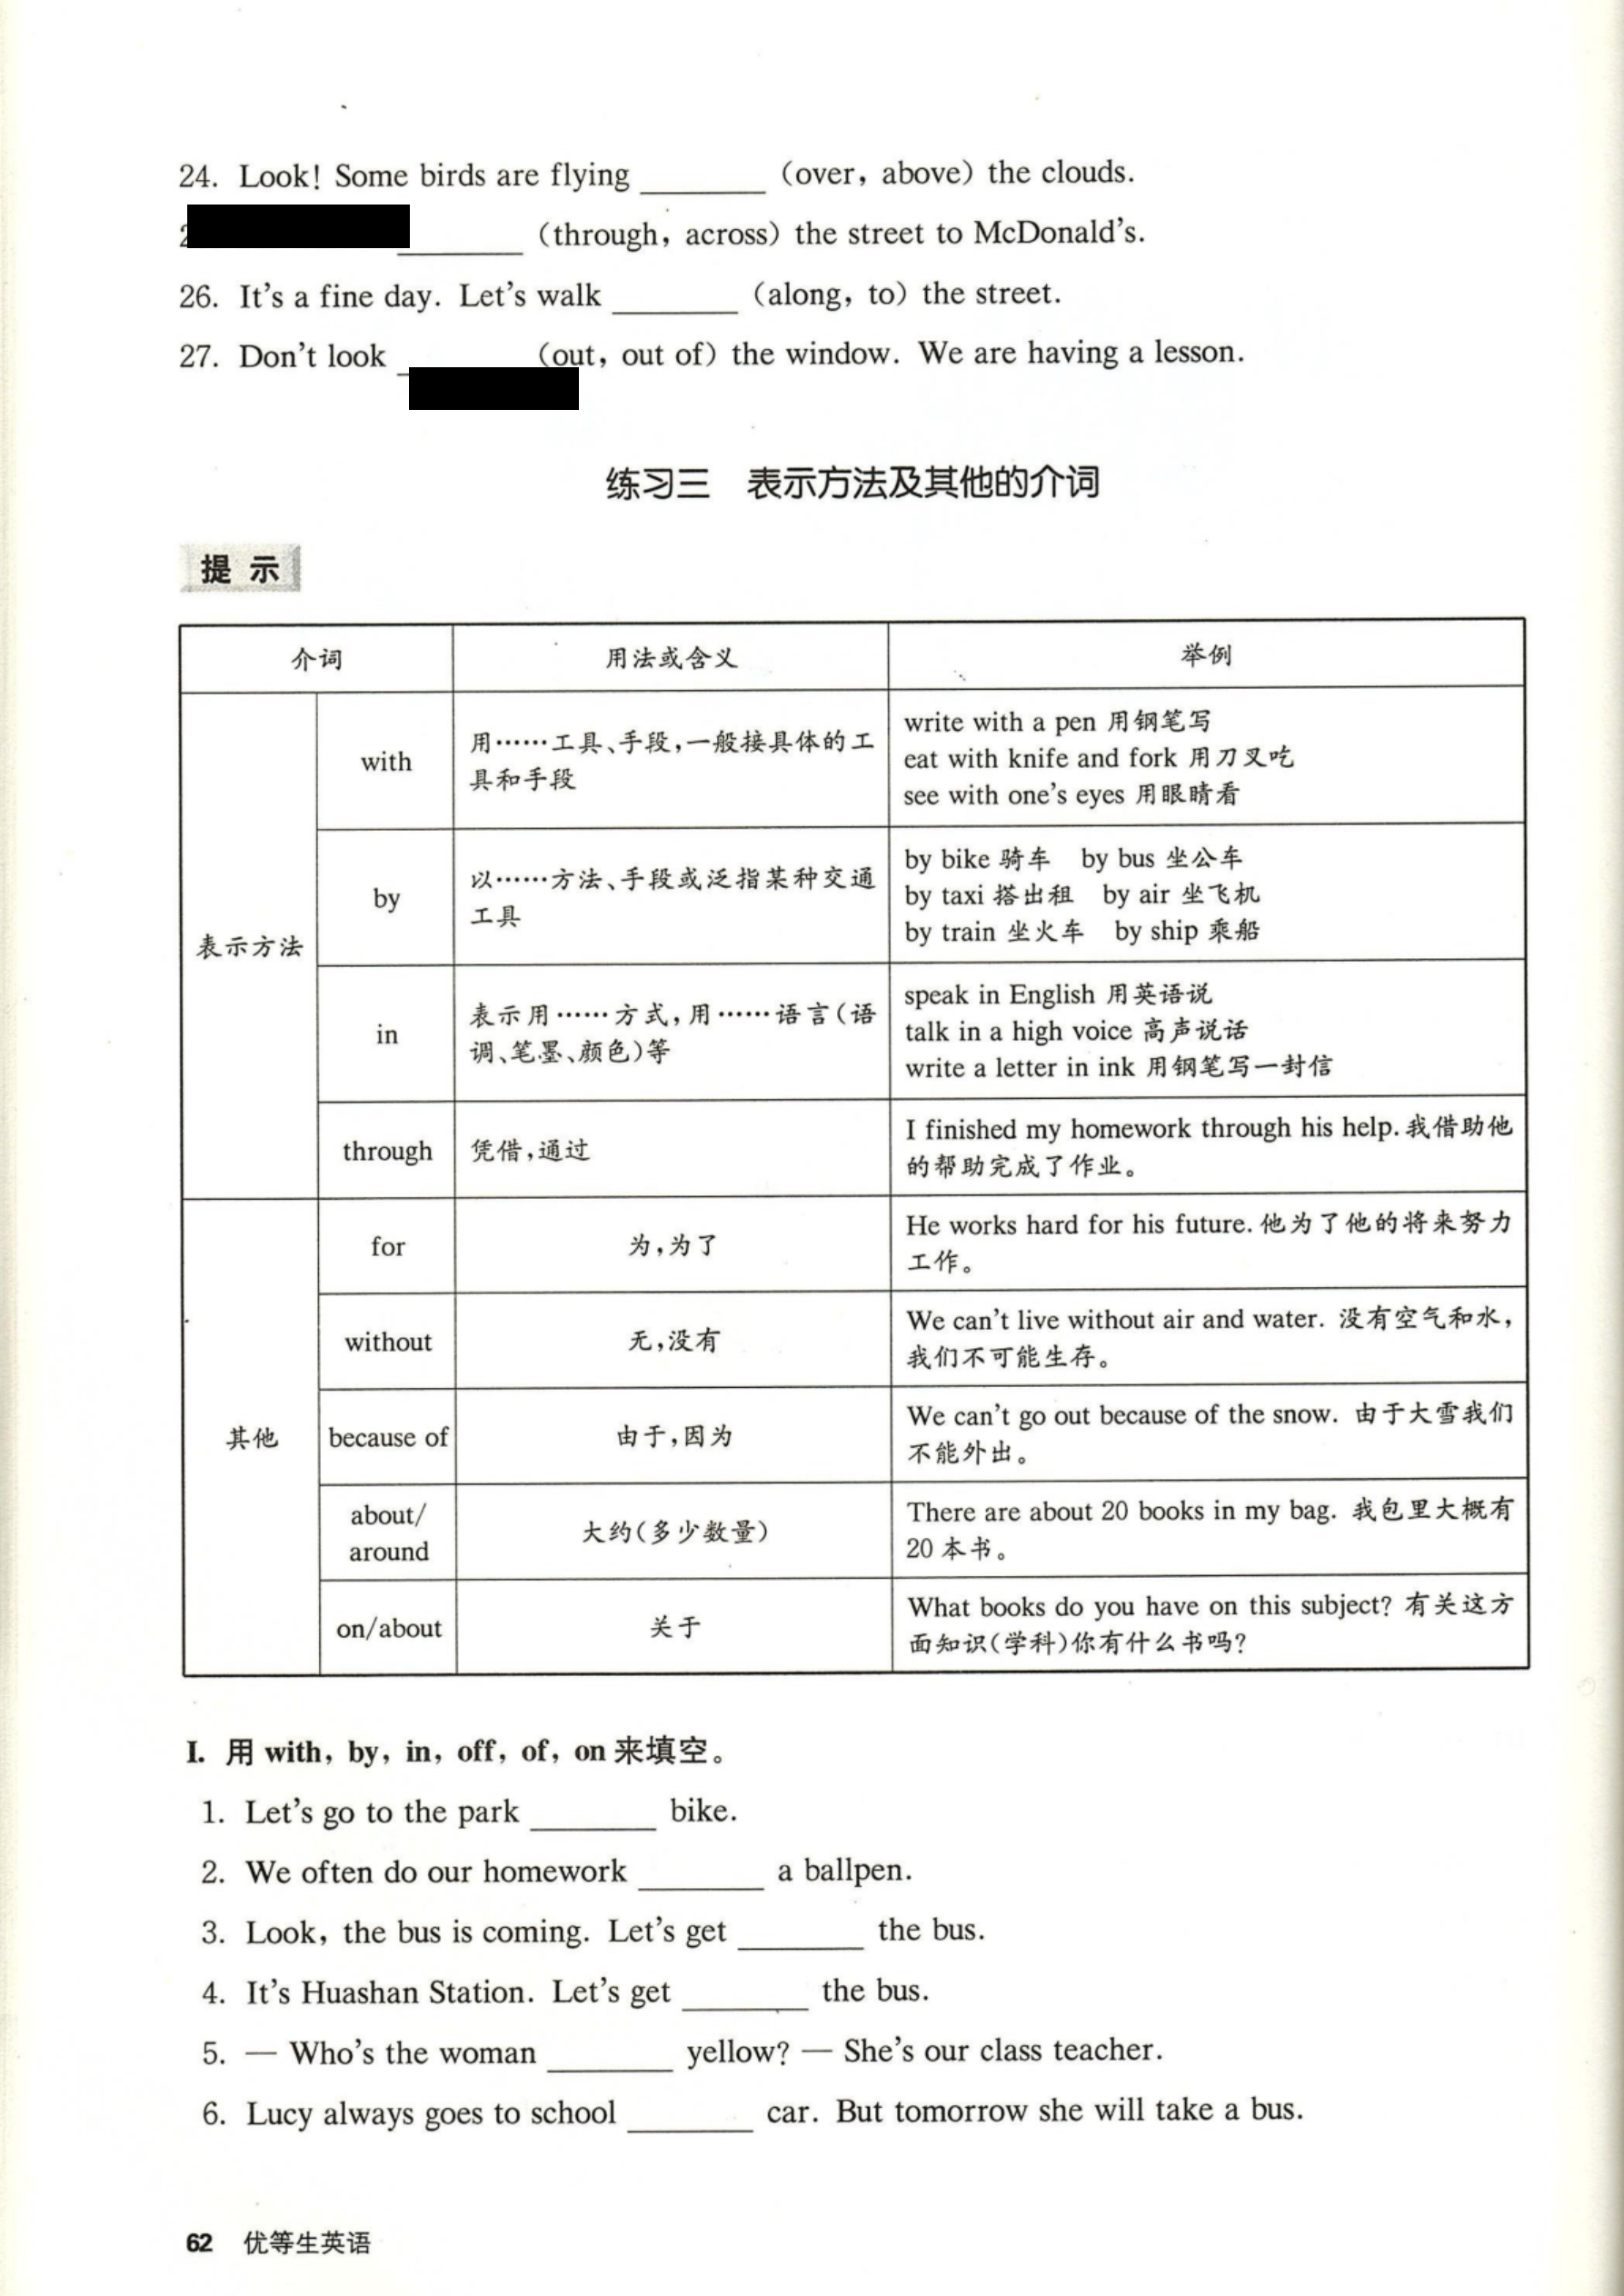 24. Look! Some birds are flying ________ (over, above) the clouds.
________ (through, across) the street to McDonald's.
26. It's a fine day. Let's walk ________ (along, to) the street.
27. Don't look ________ (out, out of) the window. We are having a lesson.
练习三 表示方法及其他的介词
提示
介词 用法或含义 举例
表示方法
with
用……工具、手段,一般接具体的工
具和手段
write with a pen 用钢笔写
eat with knife and fork 用刀叉吃
see with one's eyes 用眼睛看
by
以……方法、手段或泛指某种交通
工具
by bike 骑车 by bus 坐公车
by taxi 搭出租 by air 坐飞机
by train 坐火车 by ship 乘船
in
表示用……方式,用……语言(语
调、笔墨、颜色)等
speak in English 用英语说
talk in a high voice 高声说话
write a letter in ink 用钢笔写一封信
through
凭借,通过
I finished my homework through his help. 我借助他
的帮助完成了作业。
其他
for
为,为了
He works hard for his future. 他为了他的将来努力
工作。
without
无,没有
We can't live without air and water. 没有空气和水,
我们不可能生存。
because of
由于,因为
We can't go out because of the snow. 由于大雪我们
不能外出。
about/
around
大约(多少数量)
There are about 20 books in my bag. 我包里大概有
20 本书。
on/about
关于
What books do you have on this subject? 有关这方
面知识(学科)你有什么书吗?
I. 用 with, by, in, off, of, on 来填空。
1. Let's go to the park ________ bike.
2. We often do our homework ________ a ballpen.
3. Look, the bus is coming. Let's get ________ the bus.
4. It's Huashan Station. Let's get ________ the bus.
5. — Who's the woman ________ yellow? — She's our class teacher.
6. Lucy always goes to school ________ car. But tomorrow she will take a bus.
62 优等生英语